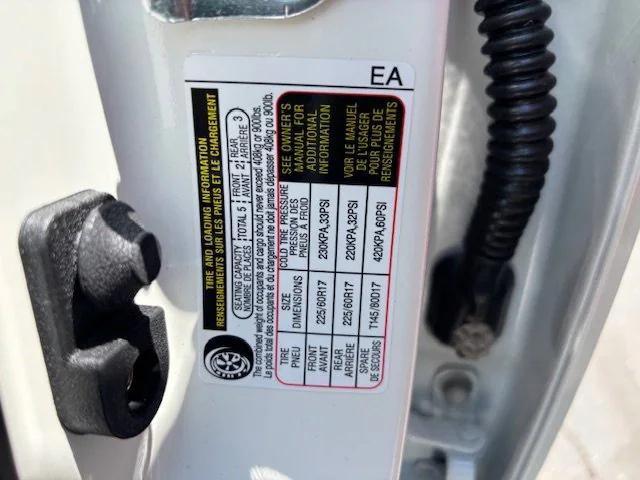 EA
TIRE AND LOADING INFORMATION
RENSEIGNEMENTS SUR LES PNEUS ET LE CHARGEMENT
SEATING CAPACITY TOTAL 5 FRONT 2 REAR 3
NOMBRE DE PLACES AVANT ARRIÈRE
The combined weight of occupants and cargo should never exceed 408kg or 900lbs.
Le poids total des occupants et du chargement ne doit jamais dépasser 408kg ou 900lb.
TIRE SIZE COLD TIRE PRESSURE SEE OWNER'S
PNEU DIMENSIONS PRESSION DES MANUAL FOR
PNEUS À FROID ADDITIONAL
FRONT 225/60R17 230KPA,33PSI INFORMATION
AVANT
REAR 225/60R17 220KPA,32PSI VOIR LE MANUEL
ARRIÈRE DE L'USAGER
SPARE T145/80D17 420KPA,60PSI POUR PLUS DE
DE SECOURS RENSEIGNEMENTS